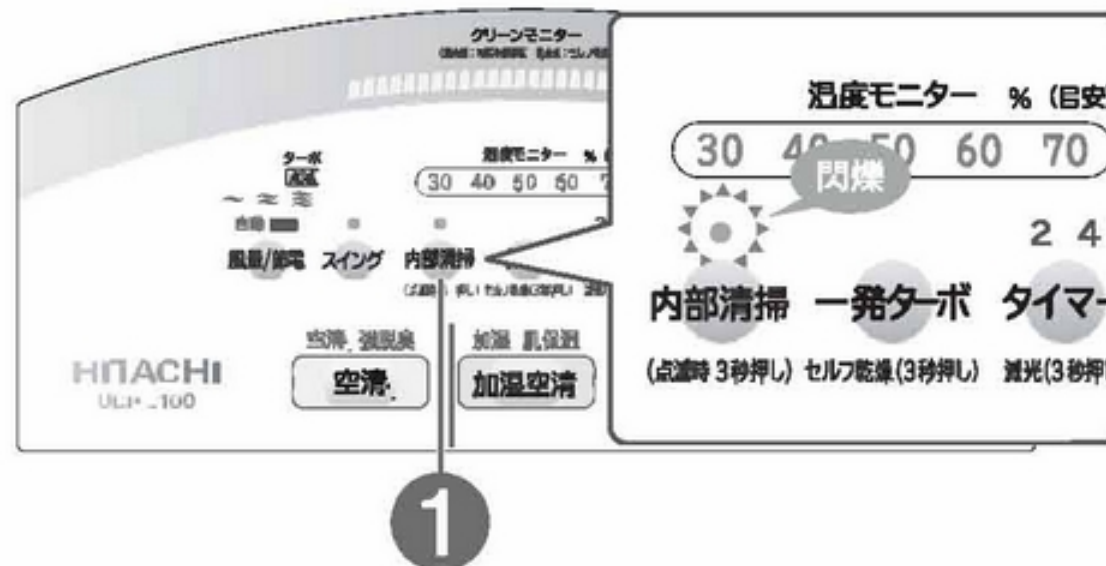 クリーンモニター
ターボ
湿度モニター %
30 40 50 60
自動
風量/節電 スイング 内部清掃
空清 強脱臭
加湿 肌保湿
空清
加湿空清
HITACHI
湿度モニター % (目安
30 40 50 60 70
閃爍
2 4
内部清掃 一発ターボ タイマー
(点滅時 3秒押し) セルフ乾燥(3秒押し) 減光(3秒押し
1